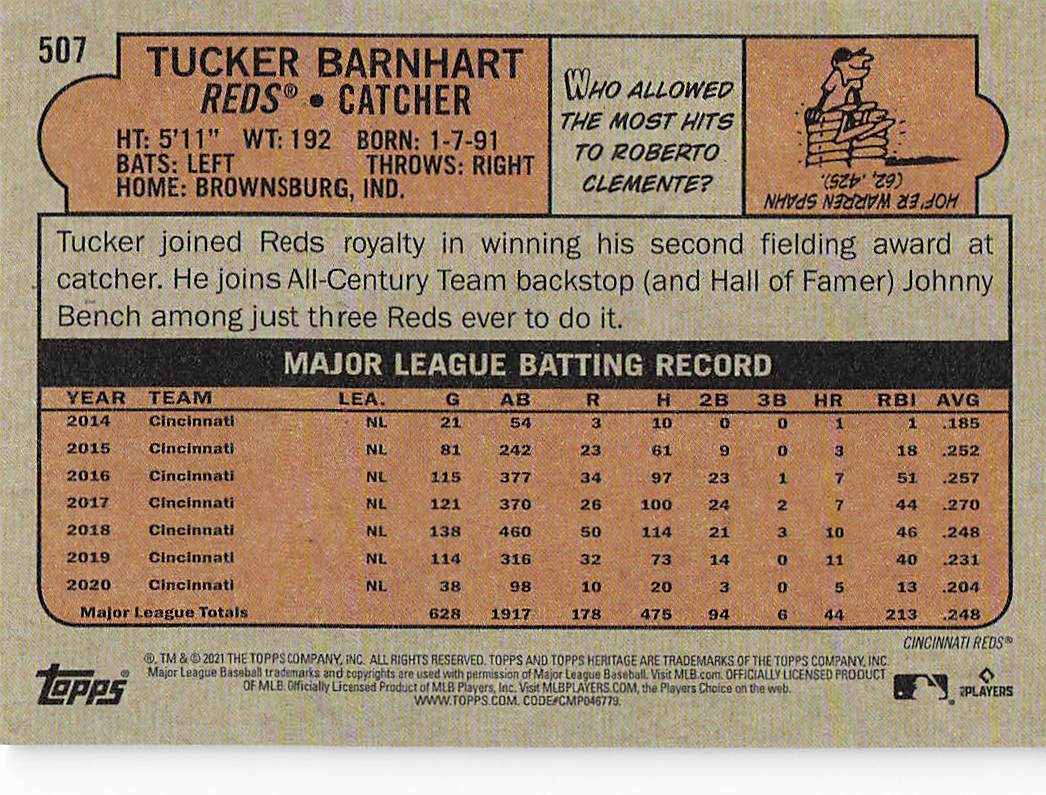 507
TUCKER BARNHART
REDS® • CATCHER
HT: 5'11" WT: 192 BORN: 1-7-91
BATS: LEFT THROWS: RIGHT
HOME: BROWNSBURG, IND.
WHO ALLOWED
THE MOST HITS
TO ROBERTO
CLEMENTE?
HOF'ER WARREN SPAHN
(62, .425).
Tucker joined Reds royalty in winning his second fielding award at
catcher. He joins All-Century Team backstop (and Hall of Famer) Johnny
Bench among just three Reds ever to do it.
MAJOR LEAGUE BATTING RECORD
YEAR TEAM LEA. G AB R H 2B 3B HR RBI AVG
2014 Cincinnati NL 21 54 3 10 0 0 1 1 .185
2015 Cincinnati NL 81 242 23 61 9 0 3 18 .252
2016 Cincinnati NL 115 377 34 97 23 1 7 51 .257
2017 Cincinnati NL 121 370 26 100 24 2 7 44 .270
2018 Cincinnati NL 138 460 50 114 21 3 10 46 .248
2019 Cincinnati NL 114 316 32 73 14 0 11 40 .231
2020 Cincinnati NL 38 98 10 20 3 0 5 13 .204
Major League Totals 628 1917 178 475 94 6 44 213 .248
CINCINNATI REDS®
®, TM & © 2021 THE TOPPS COMPANY, INC. ALL RIGHTS RESERVED. TOPPS AND TOPPS HERITAGE ARE TRADEMARKS OF THE TOPPS COMPANY, INC.
Major League Baseball trademarks and copyrights are used with permission of Major League Baseball. Visit MLB.com. OFFICIALLY LICENSED PRODUCT
OF MLB. Officially Licensed Product of MLB Players, Inc. Visit MLBPLAYERS.COM, the Players Choice on the web.
WWW.TOPPS.COM. CODE#CMP046779.
Topps®
PLAYERS